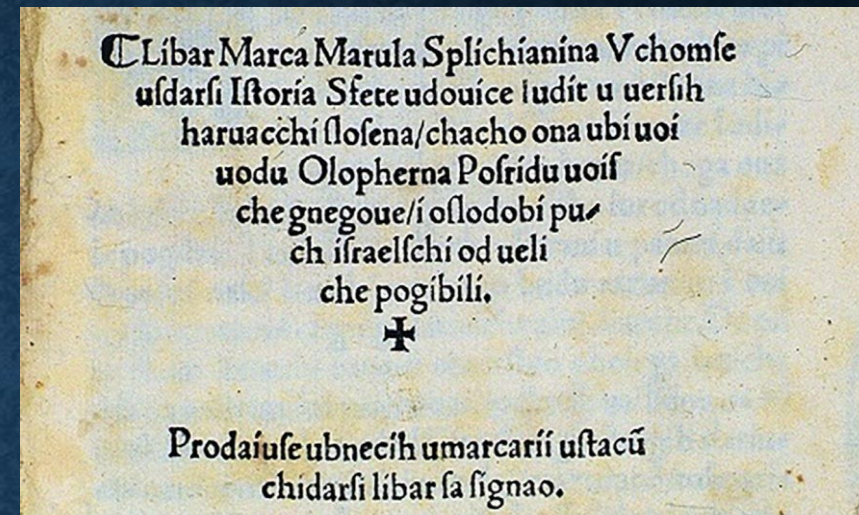 ⸿Libar Marca Marula Splichianina Vchomſe
uſdarſi Iſtoria Sfete udouice Iudit u uerſih
haruacchi ſloſena/chacho ona ubi uoi
uodu Olopherna Poſridu uoiſ
che gnegoue/i oſlodobi pu⸗
ch iſraelſchi od ueli
che pogibili.
✠
Prodaiuſe ubnecih umarcarii uſtacū
chidarſi libar ſa ſignao.